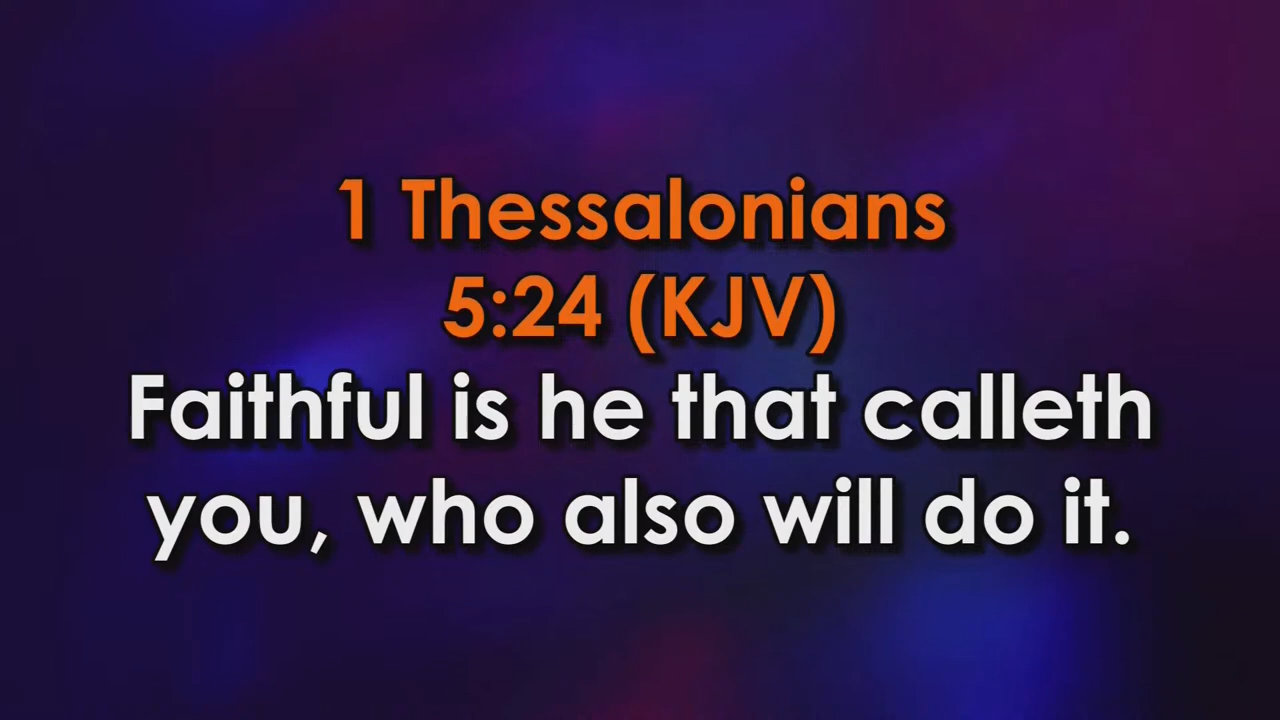 1 Thessalonians
5:24 (KJV)
Faithful is he that calleth
you, who also will do it.